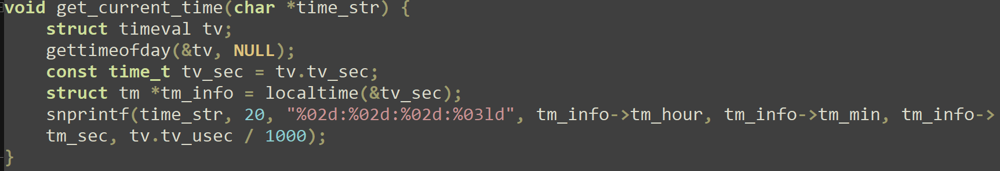 void get_current_time(char *time_str) {
    struct timeval tv;
    gettimeofday(&tv, NULL);
    const time_t tv_sec = tv.tv_sec;
    struct tm *tm_info = localtime(&tv_sec);
    snprintf(time_str, 20, "%02d:%02d:%02d:%03ld", tm_info->tm_hour, tm_info->tm_min, tm_info->
    tm_sec, tv.tv_usec / 1000);
}